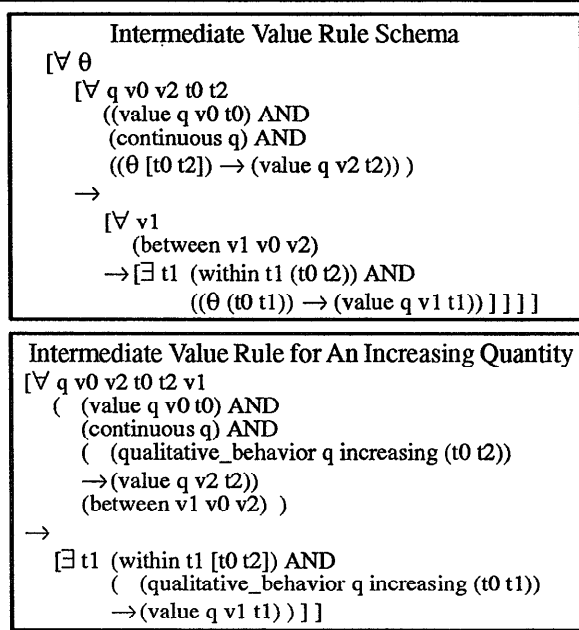 Intermediate Value Rule Schema
[∀ θ
[∀ q v0 v2 t0 t2
((value q v0 t0) AND
(continuous q) AND
((θ [t0 t2]) → (value q v2 t2)) )
→
[∀ v1
(between v1 v0 v2)
→[∃ t1 (within t1 (t0 t2)) AND
((θ (t0 t1)) → (value q v1 t1)) ] ] ] ]
Intermediate Value Rule for An Increasing Quantity
[∀ q v0 v2 t0 t2 v1
( (value q v0 t0) AND
(continuous q) AND
( (qualitative_behavior q increasing (t0 t2))
→(value q v2 t2))
(between v1 v0 v2) )
→
[∃ t1 (within t1 [t0 t2]) AND
( (qualitative_behavior q increasing (t0 t1))
→(value q v1 t1) ) ] ]